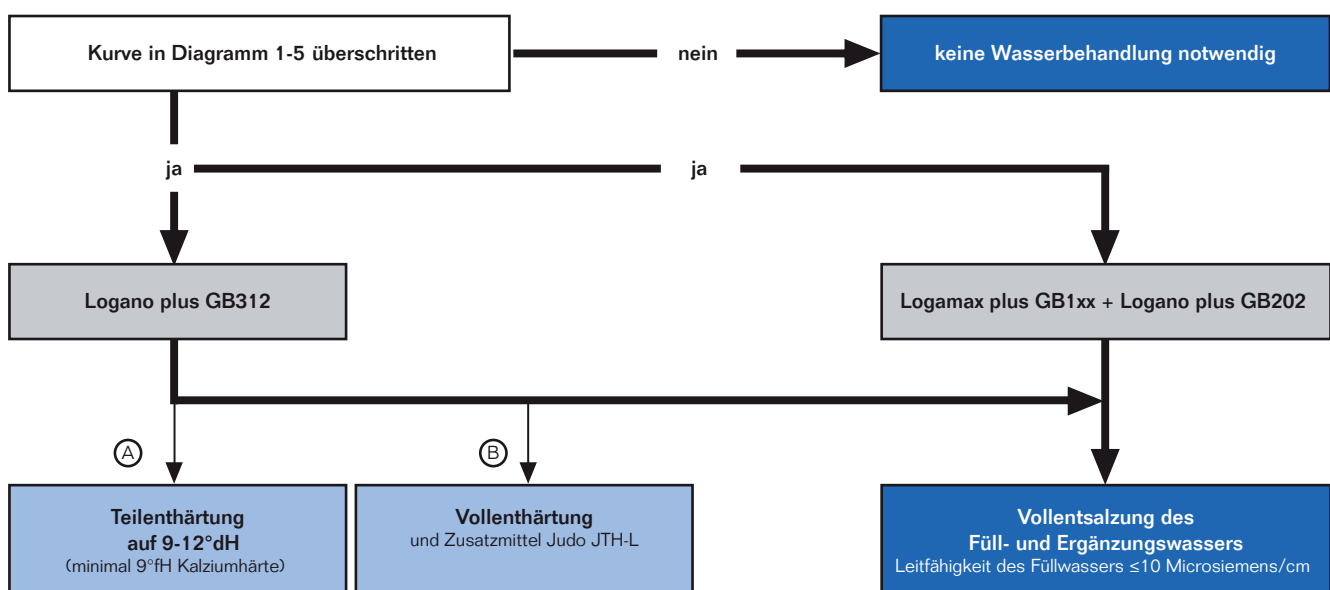 Kurve in Diagramm 1-5 überschritten
nein
keine Wasserbehandlung notwendig
ja
ja
Logano plus GB312
Logamax plus GB1xx + Logano plus GB202
A
B
Teilenthärtung
auf 9-12°dH
(minimal 9°fH Kalziumhärte)
Vollenthärtung
und Zusatzmittel Judo JTH-L
Vollentsalzung des
Füll- und Ergänzungswassers
Leitfähigkeit des Füllwassers ≤10 Microsiemens/cm